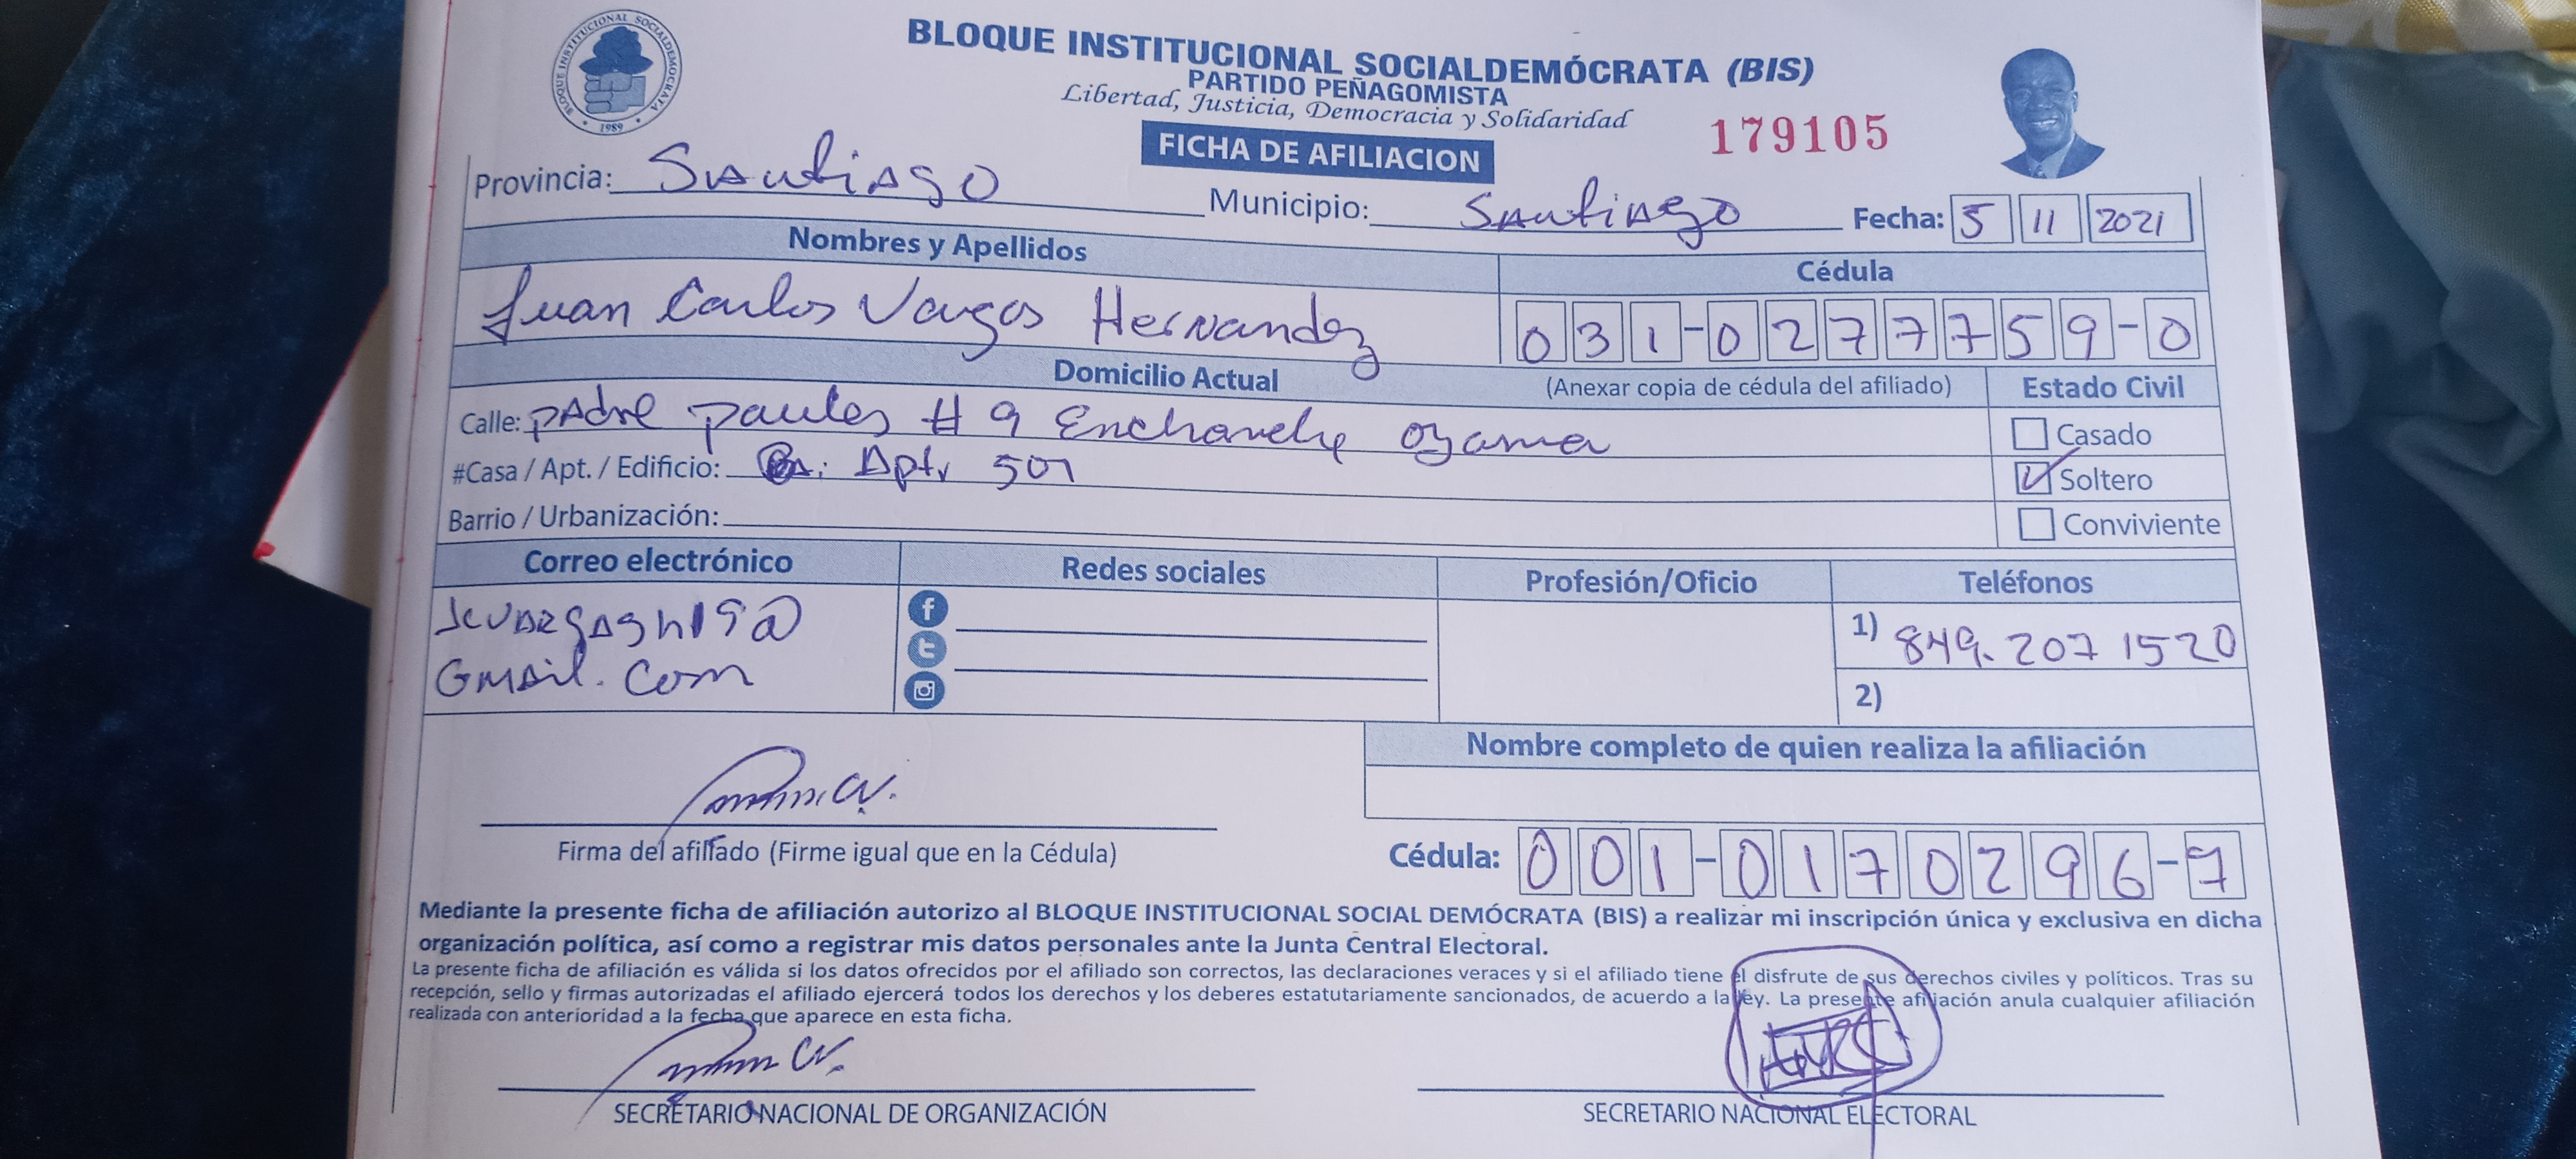 BLOQUE INSTITUCIONAL SOCIALDEMOCRATA
1989
BLOQUE INSTITUCIONAL SOCIALDEMÓCRATA (BIS)
PARTIDO PEÑAGOMISTA
Libertad, Justicia, Democracia y Solidaridad
FICHA DE AFILIACION
179105
Provincia: Santiago Municipio: Santiago Fecha: 5 11 2021
Nombres y Apellidos Cédula
Juan Carlos Vargas Hernandez 031-0277759-0
Domicilio Actual (Anexar copia de cédula del afiliado) Estado Civil
Calle: Padre Paules # 9 Oyama Casado
#Casa / Apt. / Edificio: Apto 501 Soltero
Barrio / Urbanización: Conviviente
Correo electrónico Redes sociales Profesión/Oficio Teléfonos
JCVARGASH19@ 1) 849. 207 1520
Gmail. Com 2)
Nombre completo de quien realiza la afiliación
Firma del afiliado (Firme igual que en la Cédula) Cédula: 001-0170296-7
Mediante la presente ficha de afiliación autorizo al BLOQUE INSTITUCIONAL SOCIAL DEMÓCRATA (BIS) a realizar mi inscripción única y exclusiva en dicha
organización política, así como a registrar mis datos personales ante la Junta Central Electoral.
La presente ficha de afiliación es válida si los datos ofrecidos por el afiliado son correctos, las declaraciones veraces y si el afiliado tiene el disfrute de sus derechos civiles y políticos. Tras su
recepción, sello y firmas autorizadas el afiliado ejercerá todos los derechos y los deberes estatutariamente sancionados, de acuerdo a la ley. La presente afiliación anula cualquier afiliación
realizada con anterioridad a la fecha que aparece en esta ficha.
SECRETARIO NACIONAL DE ORGANIZACIÓN SECRETARIO NACIONAL ELECTORAL